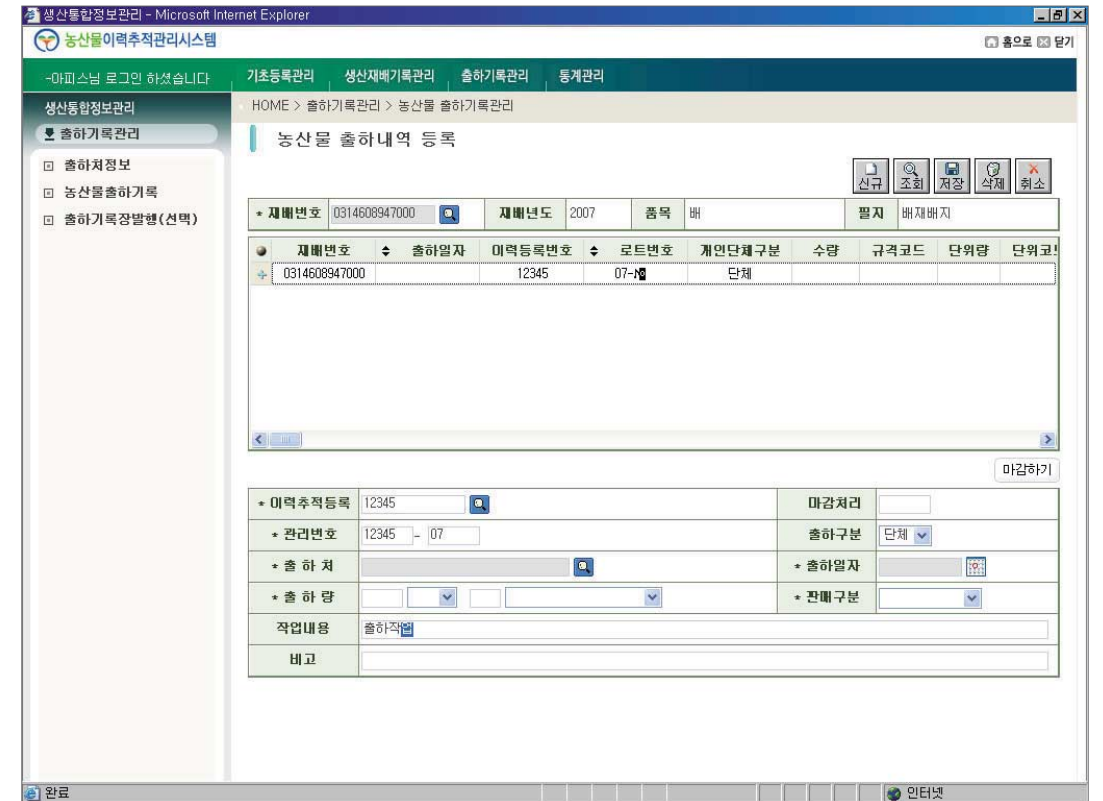 생산통합정보관리 - Microsoft Internet Explorer
농산물이력추적관리시스템
홈으로 닫기
-아피스님 로그인 하셨습니다
기초등록관리 생산재배기록관리 출하기록관리 통계관리
생산통합정보관리
HOME > 출하기록관리 > 농산물 출하기록관리
출하기록관리
농산물 출하내역 등록
출하처정보
농산물출하기록
출하기록장발행(선택)
신규 조회 저장 삭제 취소
* 재배번호 0314608947000 재배년도 2007 품목 배 필지 배재배지
재배번호 출하일자 이력등록번호 로트번호 개인단체구분 수량 규격코드 단위량 단위코
0314608947000 12345 07- 단체
마감하기
* 이력추적등록 12345 마감처리
* 관리번호 12345 - 07 출하구분 단체
* 출 하 처 * 출하일자
* 출 하 량 * 판매구분
작업내용 출하작업
비고
완료 인터넷